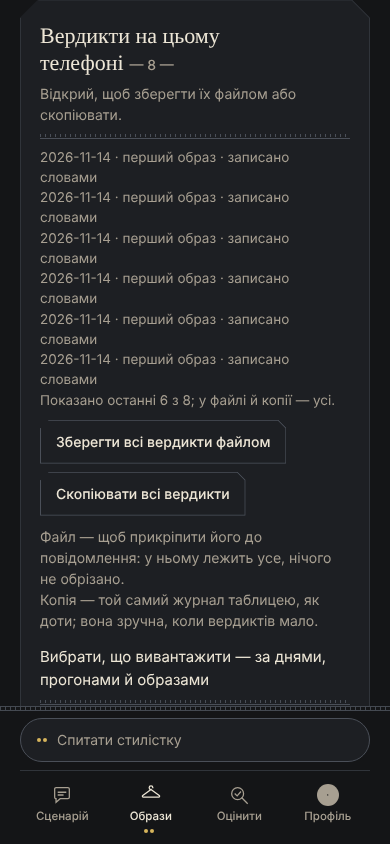 Вердикти на цьому
телефоні — 8 —
Відкрий, щоб зберегти їх файлом або
скопіювати.
2026-11-14 · перший образ · записано
словами
2026-11-14 · перший образ · записано
словами
2026-11-14 · перший образ · записано
словами
2026-11-14 · перший образ · записано
словами
2026-11-14 · перший образ · записано
словами
2026-11-14 · перший образ · записано
словами
Показано останні 6 з 8; у файлі й копії — усі.
Зберегти всі вердикти файлом
Скопіювати всі вердикти
Файл — щоб прикріпити його до
повідомлення: у ньому лежить усе, нічого
не обрізано.
Копія — той самий журнал таблицею, як
доти; вона зручна, коли вердиктів мало.
Вибрати, що вивантажити — за днями,
прогонами й образами
Спитати стилістку
Сценарій
Образи
Оцінити
Профіль